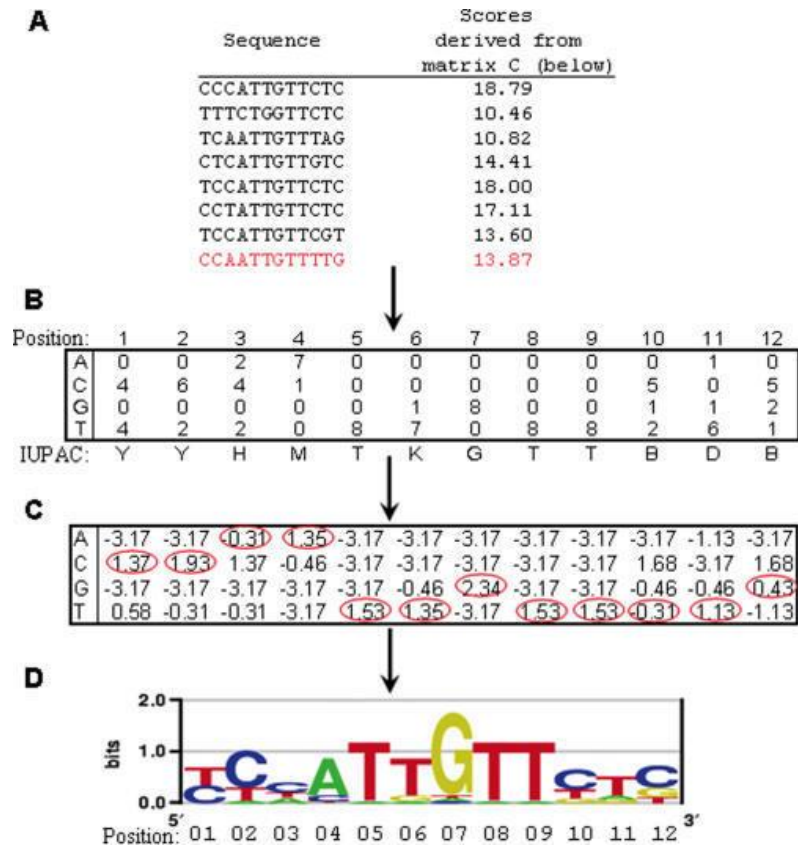 A
Scores
Sequence derived from
matrix C (below)
CCCATTGTTCTC 18.79
TTTCTGGTTCTC 10.46
TCAATTGTTTAG 10.82
CTCATTGTTGTC 14.41
TCCATTGTTCTC 18.00
CCTATTGTTCTC 17.11
TCCATTGTTCGT 13.60
CCAATTGTTTTG 13.87
B
Position: 1 2 3 4 5 6 7 8 9 10 11 12
A 0 0 2 7 0 0 0 0 0 0 1 0
C 4 6 4 1 0 0 0 0 0 5 0 5
G 0 0 0 0 0 1 8 0 0 1 1 2
T 4 2 2 0 8 7 0 8 8 2 6 1
IUPAC: Y Y H M T K G T T B D B
C
A -3.17 -3.17 -0.31 1.35 -3.17 -3.17 -3.17 -3.17 -3.17 -3.17 -1.13 -3.17
C 1.37 1.93 1.37 -0.46 -3.17 -3.17 -3.17 -3.17 -3.17 1.68 -3.17 1.68
G -3.17 -3.17 -3.17 -3.17 -3.17 -0.46 2.34 -3.17 -3.17 -0.46 -0.46 0.43
T 0.58 -0.31 -0.31 -3.17 1.53 1.35 -3.17 1.53 1.53 -0.31 1.13 -1.13
D
2.0
bits
1.0
0.0
TCCATTGTTCTC
5′ 3′
Position: 01 02 03 04 05 06 07 08 09 10 11 12